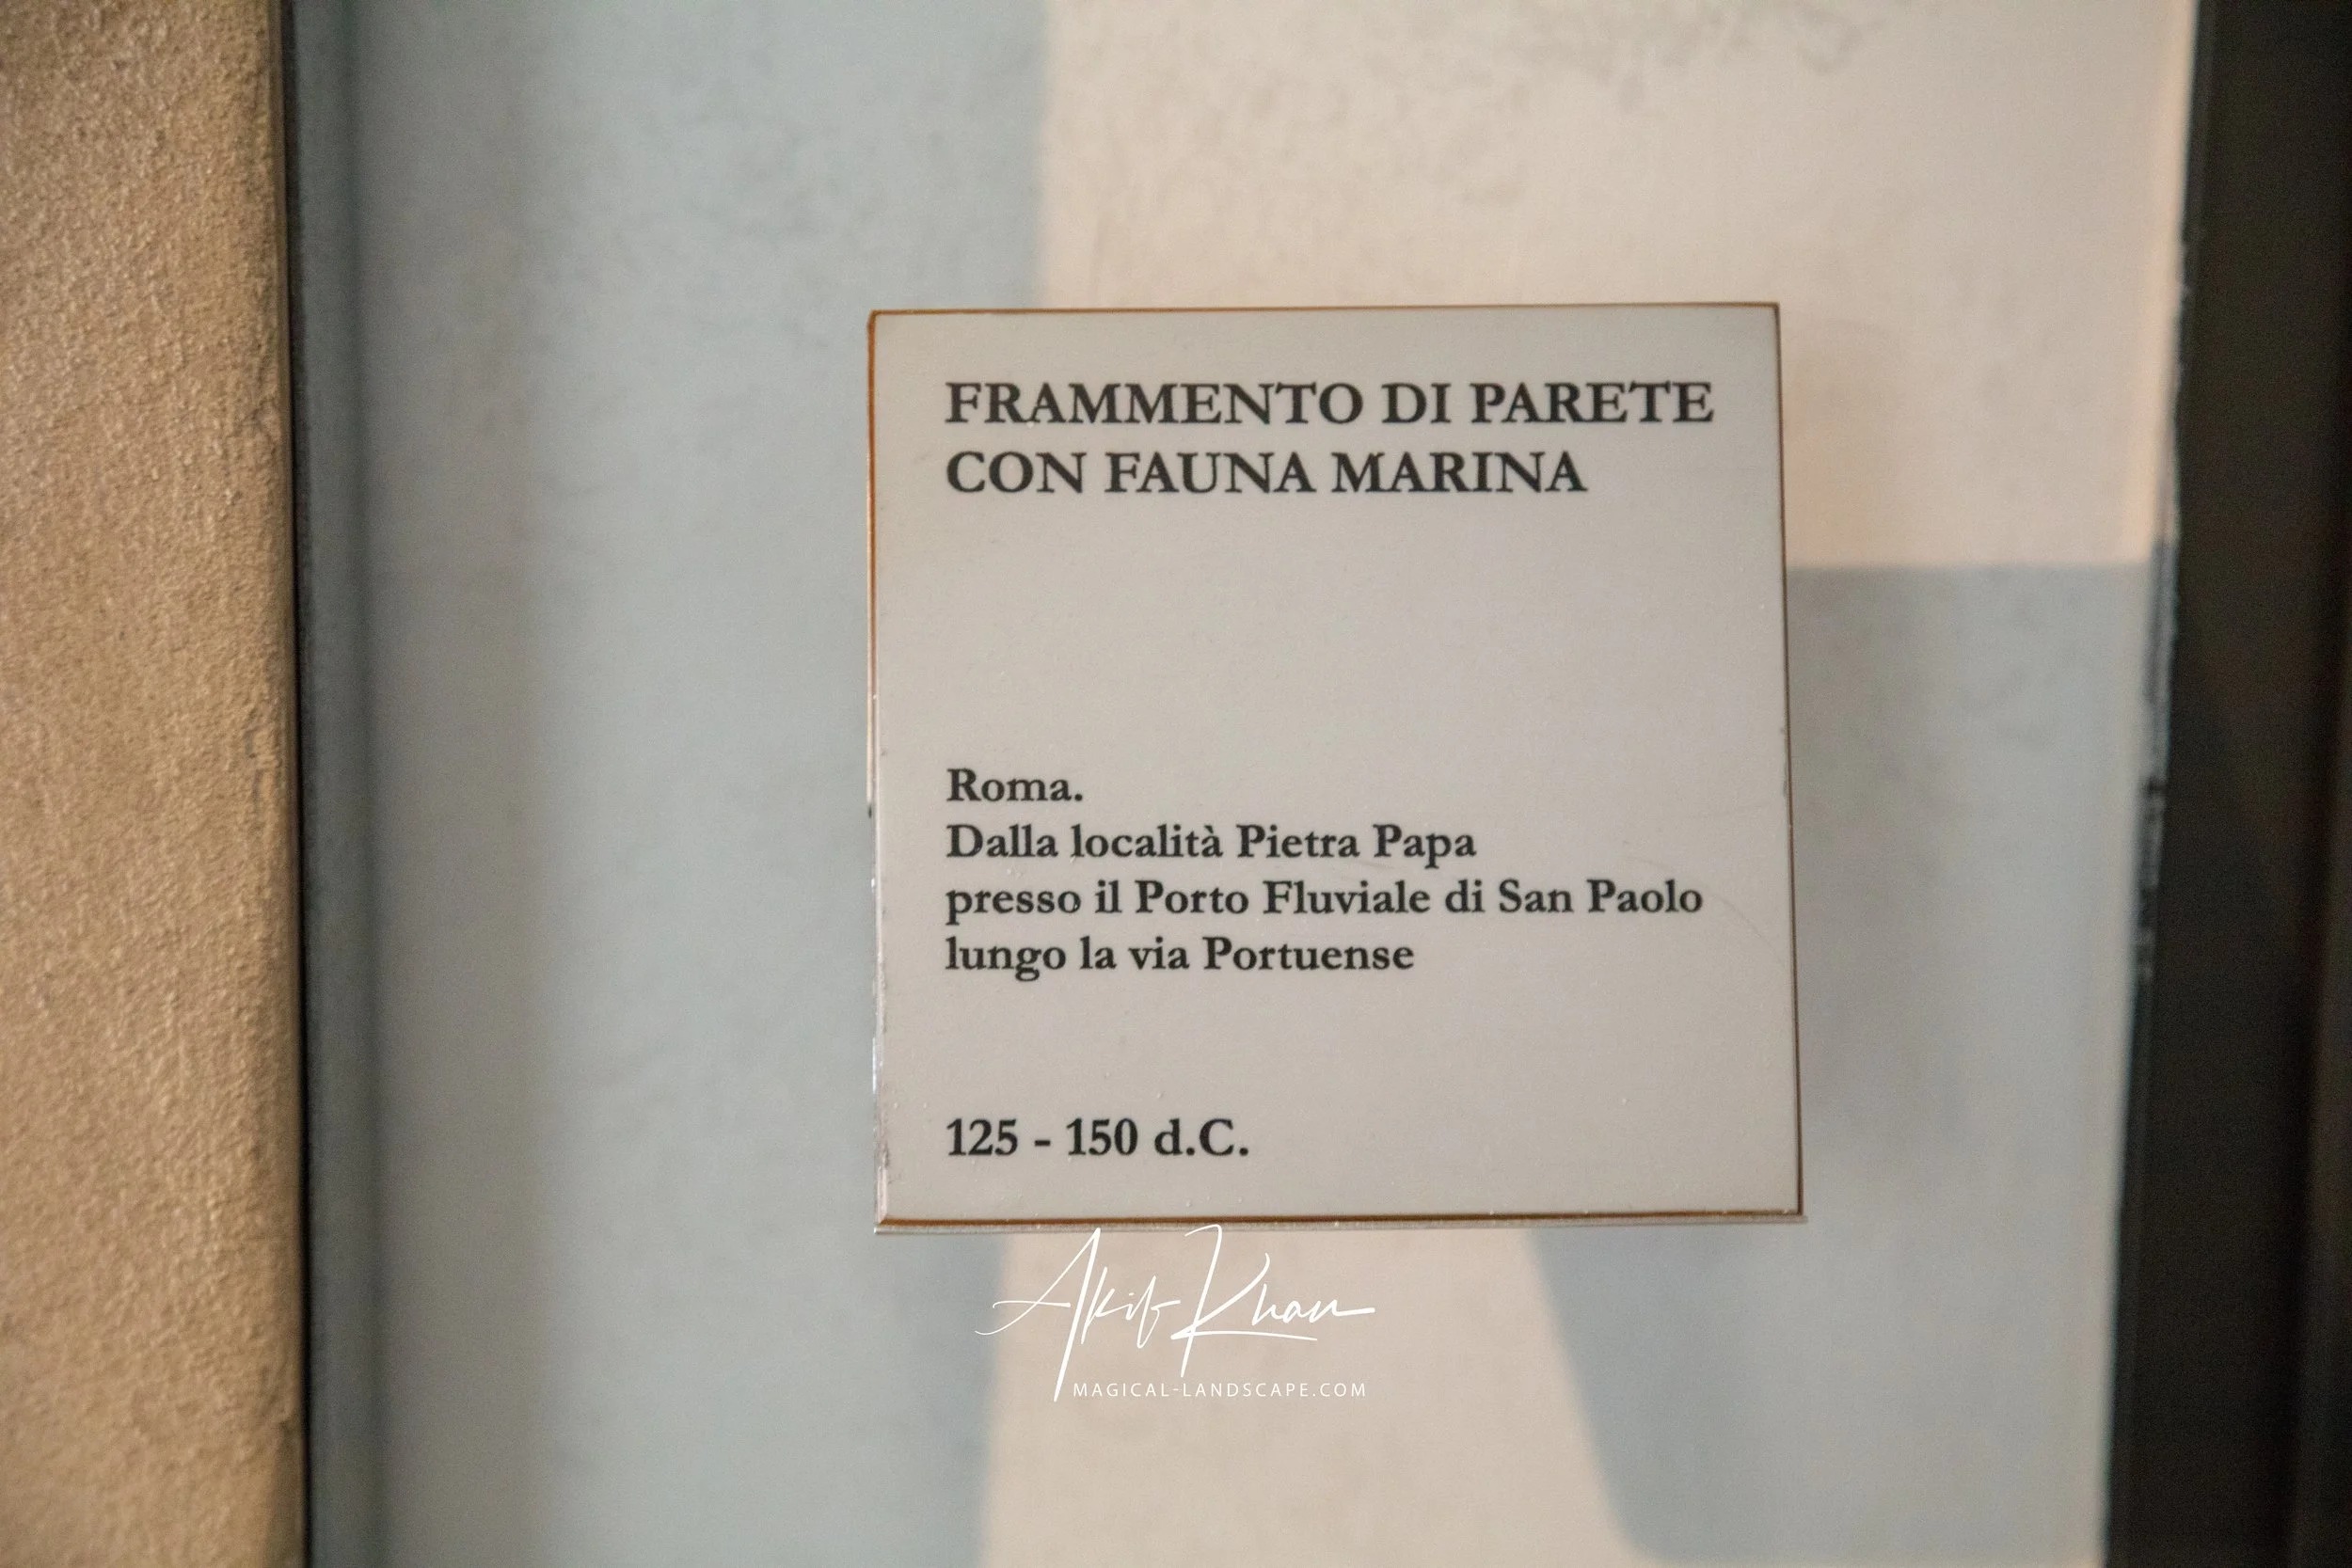 FRAMMENTO DI PARETE
CON FAUNA MARINA
Roma.
Dalla località Pietra Papa
presso il Porto Fluviale di San Paolo
lungo la via Portuense
125 - 150 d.C.
Akif Khan
MAGICAL-LANDSCAPE.COM